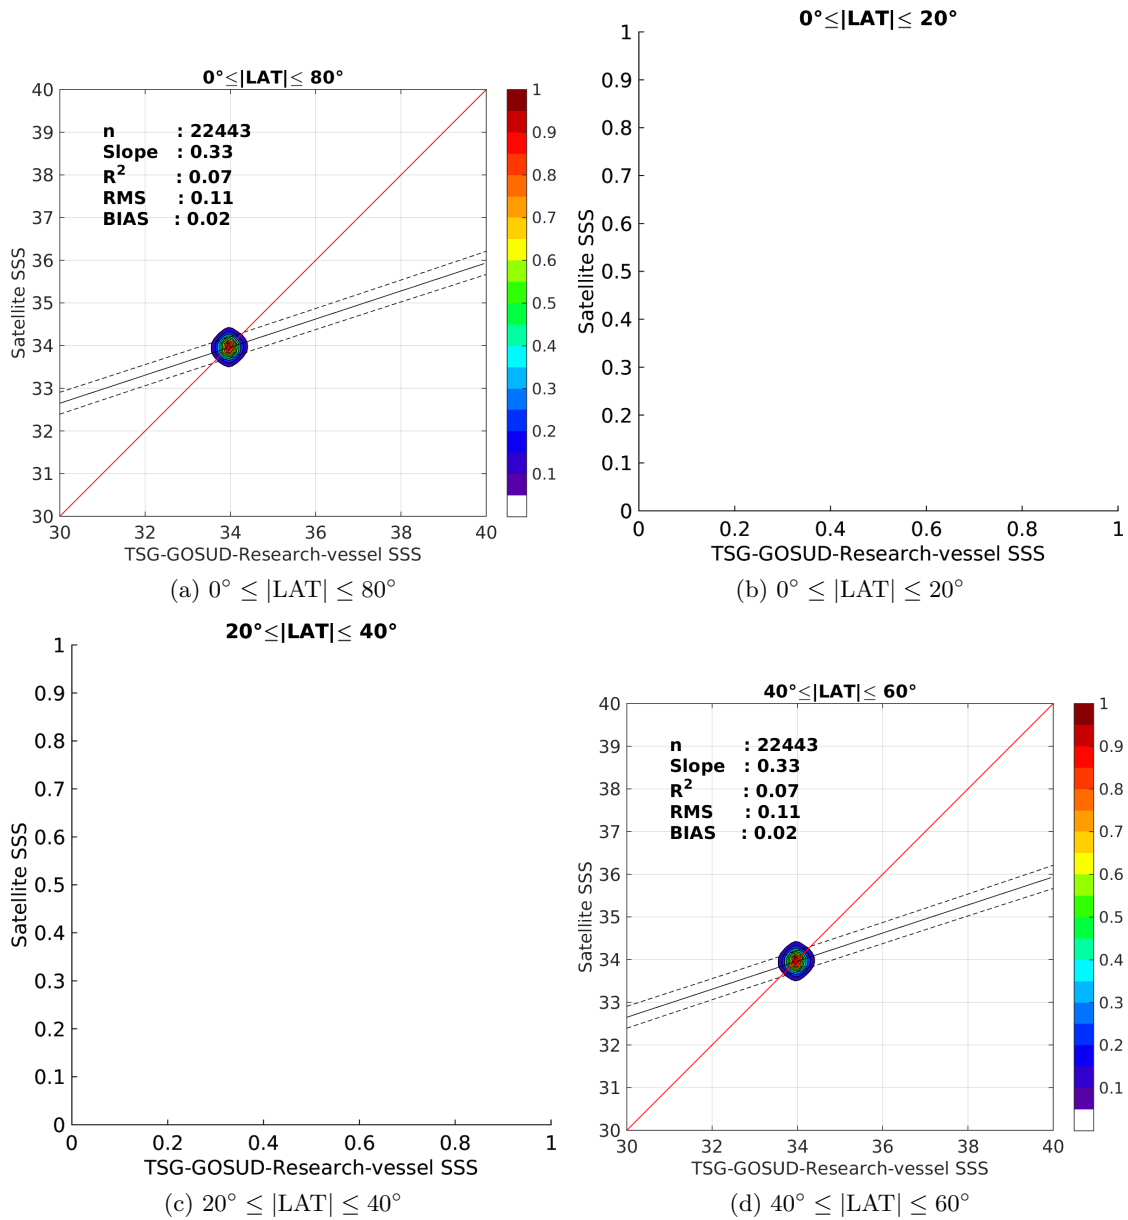 0°≤|LAT|≤ 80°
40
39
38
37
36
35
34
33
32
31
30
30 32 34 36 38 40
n : 22443
Slope : 0.33
R² : 0.07
RMS : 0.11
BIAS : 0.02
1
0.9
0.8
0.7
0.6
0.5
0.4
0.3
0.2
0.1
Satellite SSS
TSG-GOSUD-Research-vessel SSS
(a) 0° ≤ |LAT| ≤ 80°
0°≤|LAT|≤ 20°
1
0.9
0.8
0.7
0.6
0.5
0.4
0.3
0.2
0.1
0
0 0.2 0.4 0.6 0.8 1
Satellite SSS
TSG-GOSUD-Research-vessel SSS
(b) 0° ≤ |LAT| ≤ 20°
20°≤|LAT|≤ 40°
1
0.9
0.8
0.7
0.6
0.5
0.4
0.3
0.2
0.1
0
0 0.2 0.4 0.6 0.8 1
Satellite SSS
TSG-GOSUD-Research-vessel SSS
(c) 20° ≤ |LAT| ≤ 40°
40°≤|LAT|≤ 60°
40
39
38
37
36
35
34
33
32
31
30
30 32 34 36 38 40
n : 22443
Slope : 0.33
R² : 0.07
RMS : 0.11
BIAS : 0.02
1
0.9
0.8
0.7
0.6
0.5
0.4
0.3
0.2
0.1
Satellite SSS
TSG-GOSUD-Research-vessel SSS
(d) 40° ≤ |LAT| ≤ 60°